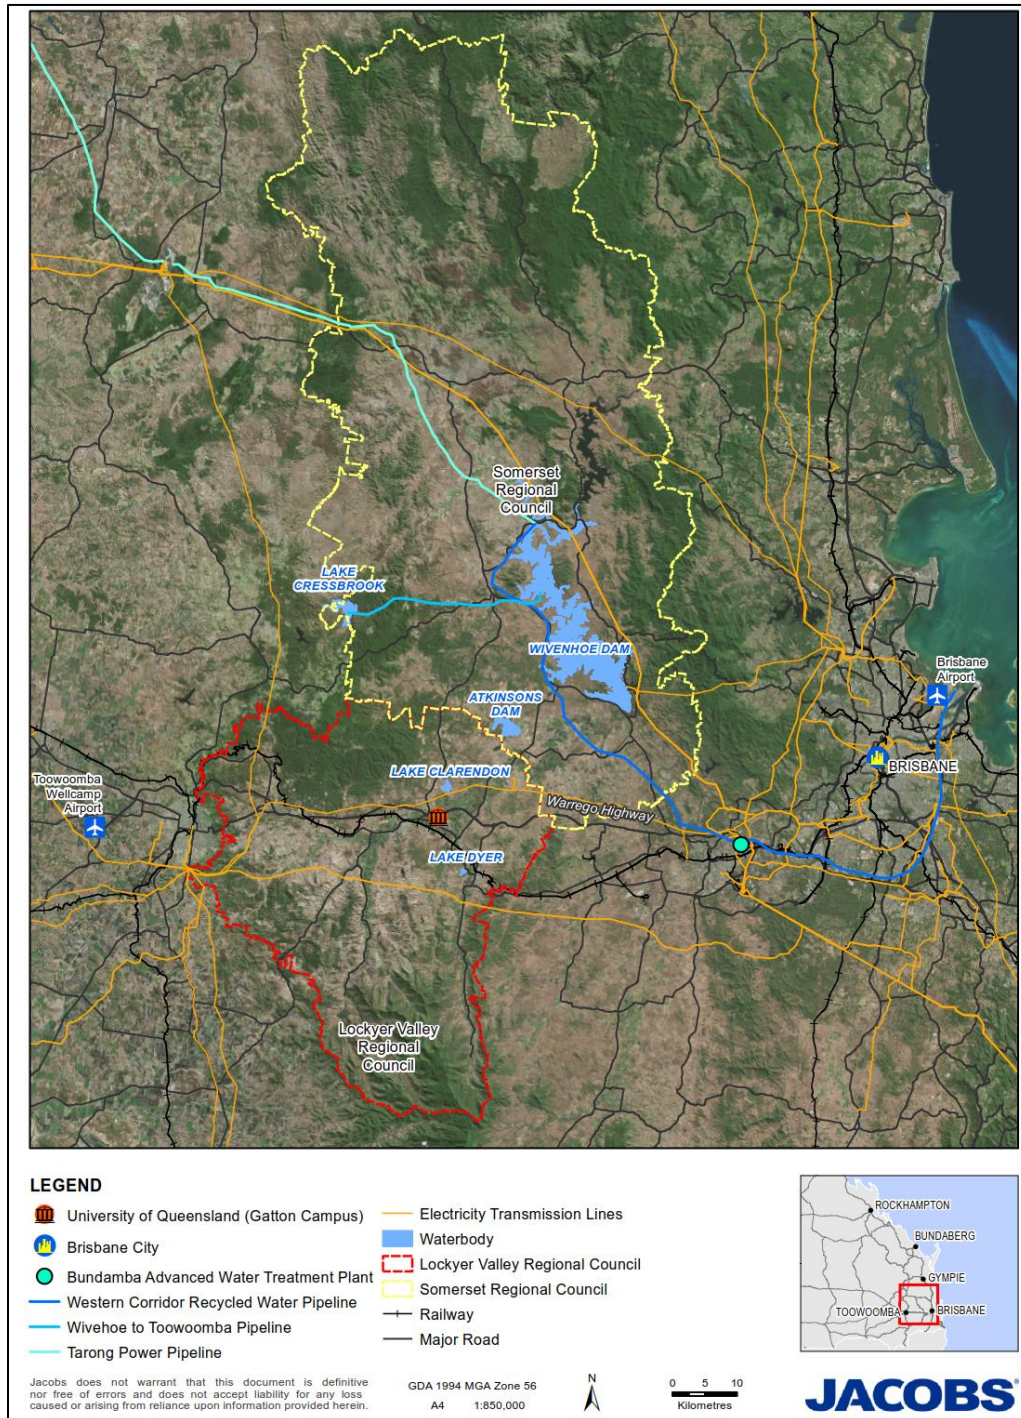 Somerset
Regional
Council
LAKE
CRESSBROOK
WIVENHOE DAM
Brisbane
Airport
ATKINSONS
DAM
BRISBANE
LAKE CLARENDON
Toowoomba
Wellcamp
Airport
Warrego Highway
LAKE DYER
Lockyer Valley
Regional
Council
LEGEND
University of Queensland (Gatton Campus)
Brisbane City
Bundamba Advanced Water Treatment Plant
Western Corridor Recycled Water Pipeline
Wivehoe to Toowoomba Pipeline
Tarong Power Pipeline
Electricity Transmission Lines
Waterbody
Lockyer Valley Regional Council
Somerset Regional Council
Railway
Major Road
ROCKHAMPTON
BUNDABERG
GYMPIE
TOOWOOMBA
BRISBANE
Jacobs does not warrant that this document is definitive
nor free of errors and does not accept liability for any loss
caused or arising from reliance upon information provided herein.
GDA 1994 MGA Zone 56
A4 1:850,000
N
0 5 10
Kilometres
JACOBS